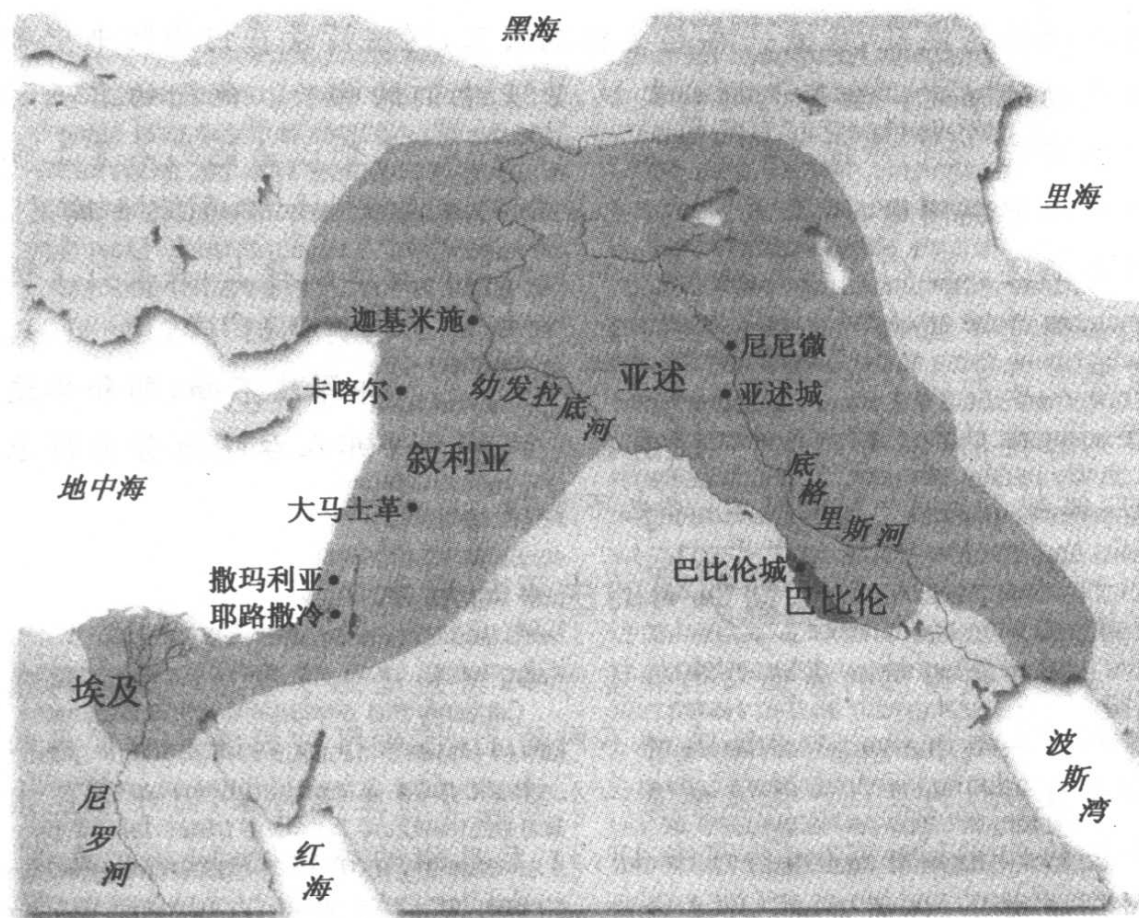 黑海
里海
迦基米施
尼尼微
亚述
卡喀尔
亚述城
幼发拉底河
叙利亚
地中海
大马士革
底格里斯河
撒玛利亚
巴比伦城
耶路撒冷
巴比伦
埃及
波斯湾
尼罗河
红海